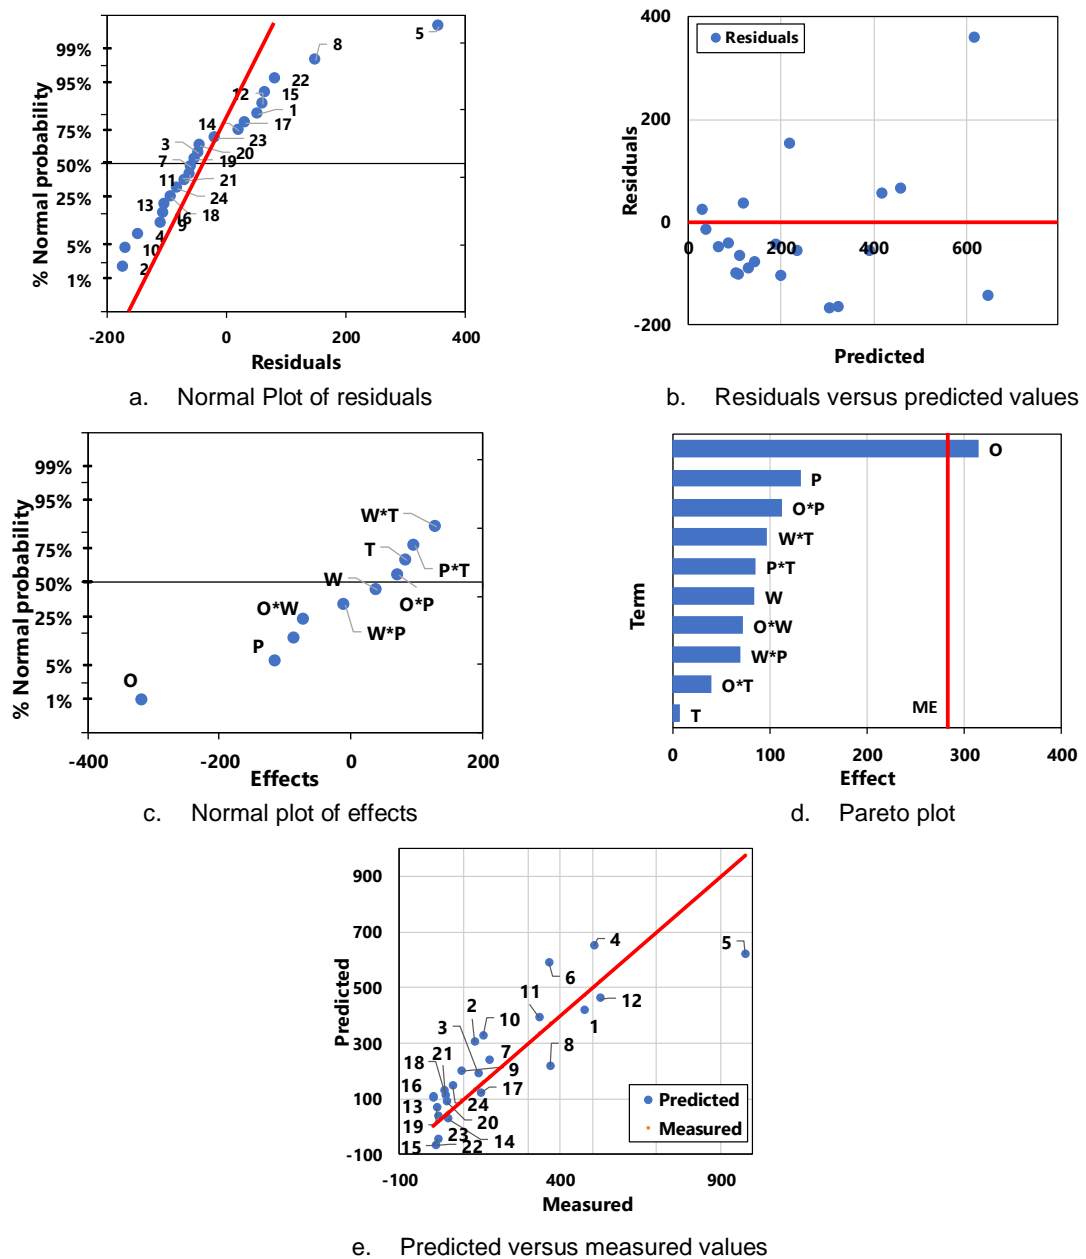 99%
95%
75%
50%
25%
5%
1%
% Normal probability
5
8
22
12
15
1
14
17
23
3
20
7
19
11
21
24
13
16
18
9
4
10
2
-200
0
200
400
Residuals
a. Normal Plot of residuals
400
200
0
-200
Residuals
Residuals
0
200
400
600
Predicted
b. Residuals versus predicted values
99%
95%
75%
50%
25%
5%
1%
% Normal probability
W*T
T
P*T
W
O*P
O*W
W*P
P
O
-400
-200
0
200
Effects
c. Normal plot of effects
Term
O
P
O*P
W*T
P*T
W
O*W
W*P
O*T
T
ME
0
100
200
300
400
Effect
d. Pareto plot
900
700
500
300
100
-100
Predicted
4
5
6
11
12
2
10
1
3
8
21
7
18
9
16
17
13
24
20
19
23
14
15
22
Predicted
Measured
-100
400
900
Measured
e. Predicted versus measured values